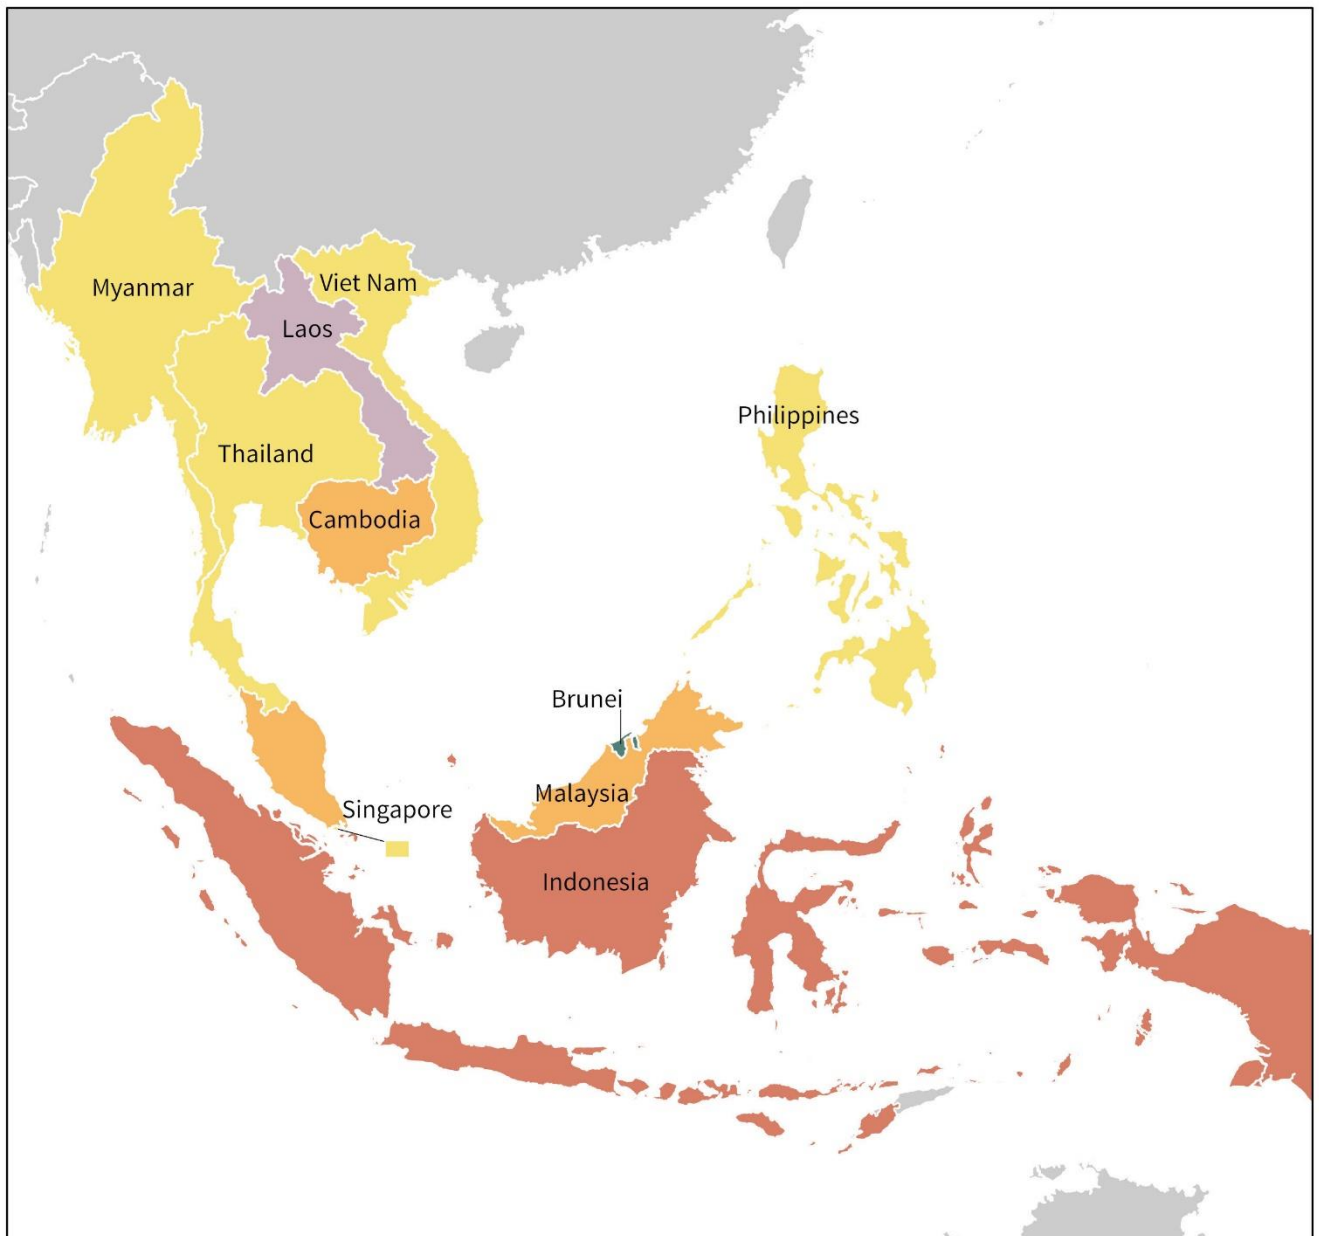 Myanmar
Viet Nam
Laos
Philippines
Thailand
Cambodia
Brunei
Malaysia
Singapore
Indonesia